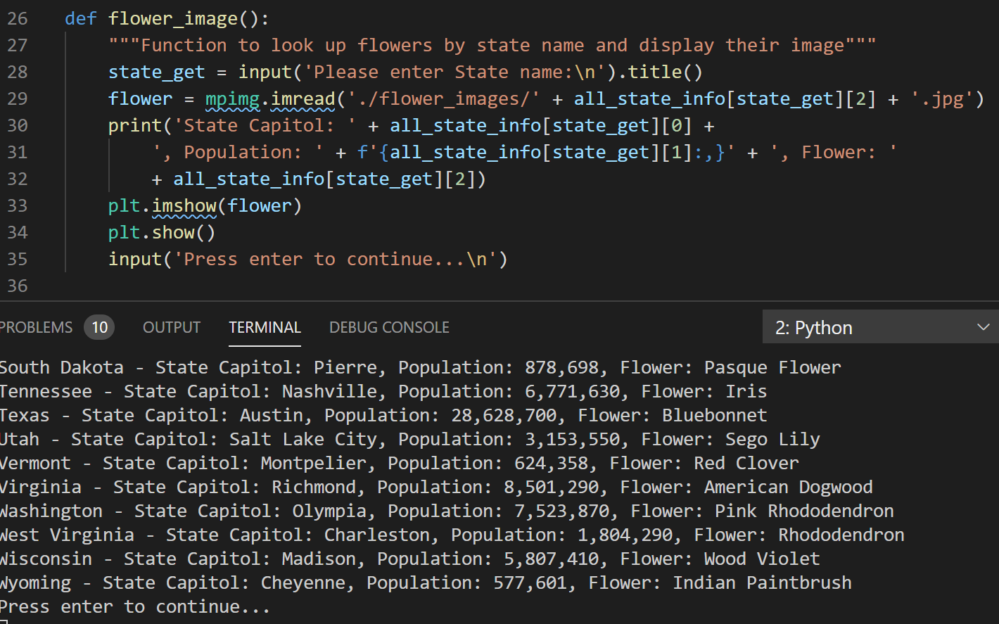 26 def flower_image():
27 """Function to look up flowers by state name and display their image"""
28 state_get = input('Please enter State name:\n').title()
29 flower = mpimg.imread('./flower_images/' + all_state_info[state_get][2] + '.jpg')
30 print('State Capitol: ' + all_state_info[state_get][0] +
31 ', Population: ' + f'{all_state_info[state_get][1]:,}' + ', Flower: '
32 + all_state_info[state_get][2])
33 plt.imshow(flower)
34 plt.show()
35 input('Press enter to continue...\n')
36
PROBLEMS 10 OUTPUT TERMINAL DEBUG CONSOLE 2: Python
South Dakota - State Capitol: Pierre, Population: 878,698, Flower: Pasque Flower
Tennessee - State Capitol: Nashville, Population: 6,771,630, Flower: Iris
Texas - State Capitol: Austin, Population: 28,628,700, Flower: Bluebonnet
Utah - State Capitol: Salt Lake City, Population: 3,153,550, Flower: Sego Lily
Vermont - State Capitol: Montpelier, Population: 624,358, Flower: Red Clover
Virginia - State Capitol: Richmond, Population: 8,501,290, Flower: American Dogwood
Washington - State Capitol: Olympia, Population: 7,523,870, Flower: Pink Rhododendron
West Virginia - State Capitol: Charleston, Population: 1,804,290, Flower: Rhododendron
Wisconsin - State Capitol: Madison, Population: 5,807,410, Flower: Wood Violet
Wyoming - State Capitol: Cheyenne, Population: 577,601, Flower: Indian Paintbrush
Press enter to continue...